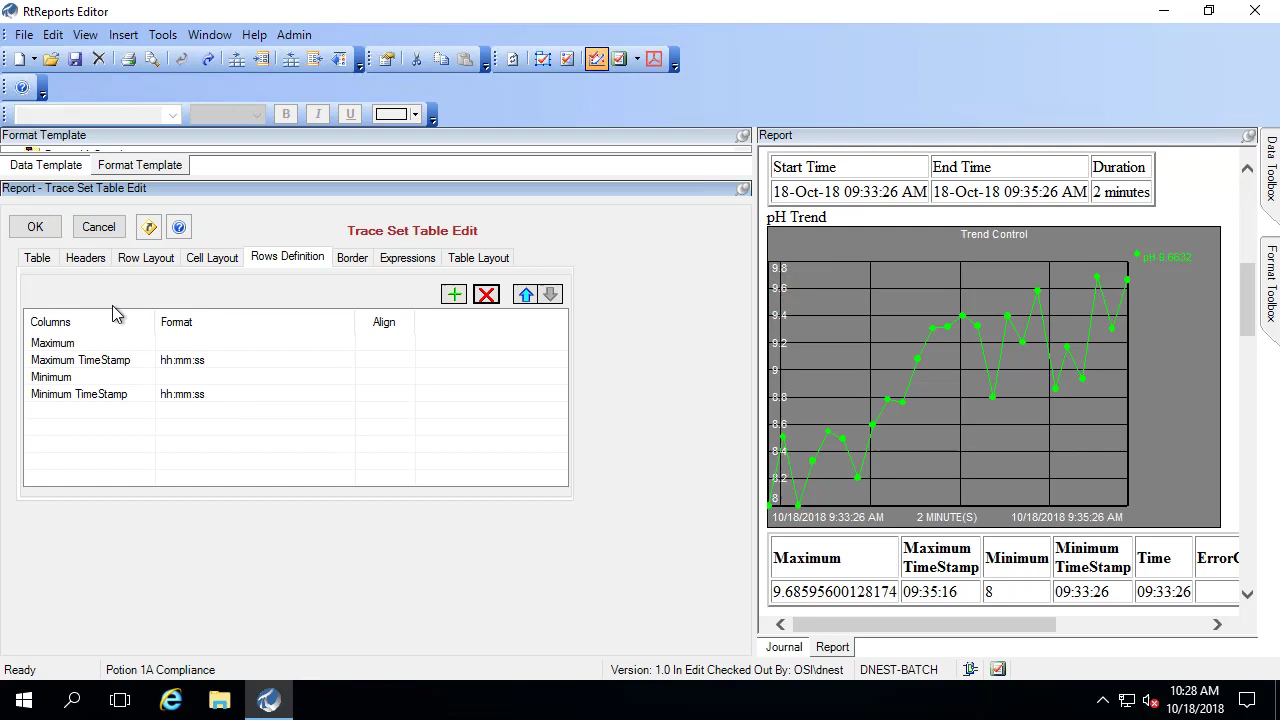 RtReports Editor
File Edit View Insert Tools Window Help Admin
B I U
Format Template
Data Template Format Template
Report - Trace Set Table Edit
OK Cancel
Trace Set Table Edit
Table Headers Row Layout Cell Layout Rows Definition Border Expressions Table Layout
Columns Format Align
Maximum
Maximum TimeStamp hh:mm:ss
Minimum
Minimum TimeStamp hh:mm:ss
Report
Start Time End Time Duration
18-Oct-18 09:33:26 AM 18-Oct-18 09:35:26 AM 2 minutes
pH Trend
Trend Control
pH 9.6632
9.8
9.6
9.4
9.2
9
8.8
8.6
8.4
8.2
8
10/18/2018 9:33:26 AM 2 MINUTE(S) 10/18/2018 9:35:26 AM
Maximum Maximum TimeStamp Minimum Minimum TimeStamp Time
9.68595600128174 09:35:16 8 09:33:26 09:33:26
Journal Report
Data Toolbox
Format Toolbox
Ready Potion 1A Compliance Version: 1.0 In Edit Checked Out By: OSI\dnest DNEST-BATCH
10:28 AM
10/18/2018